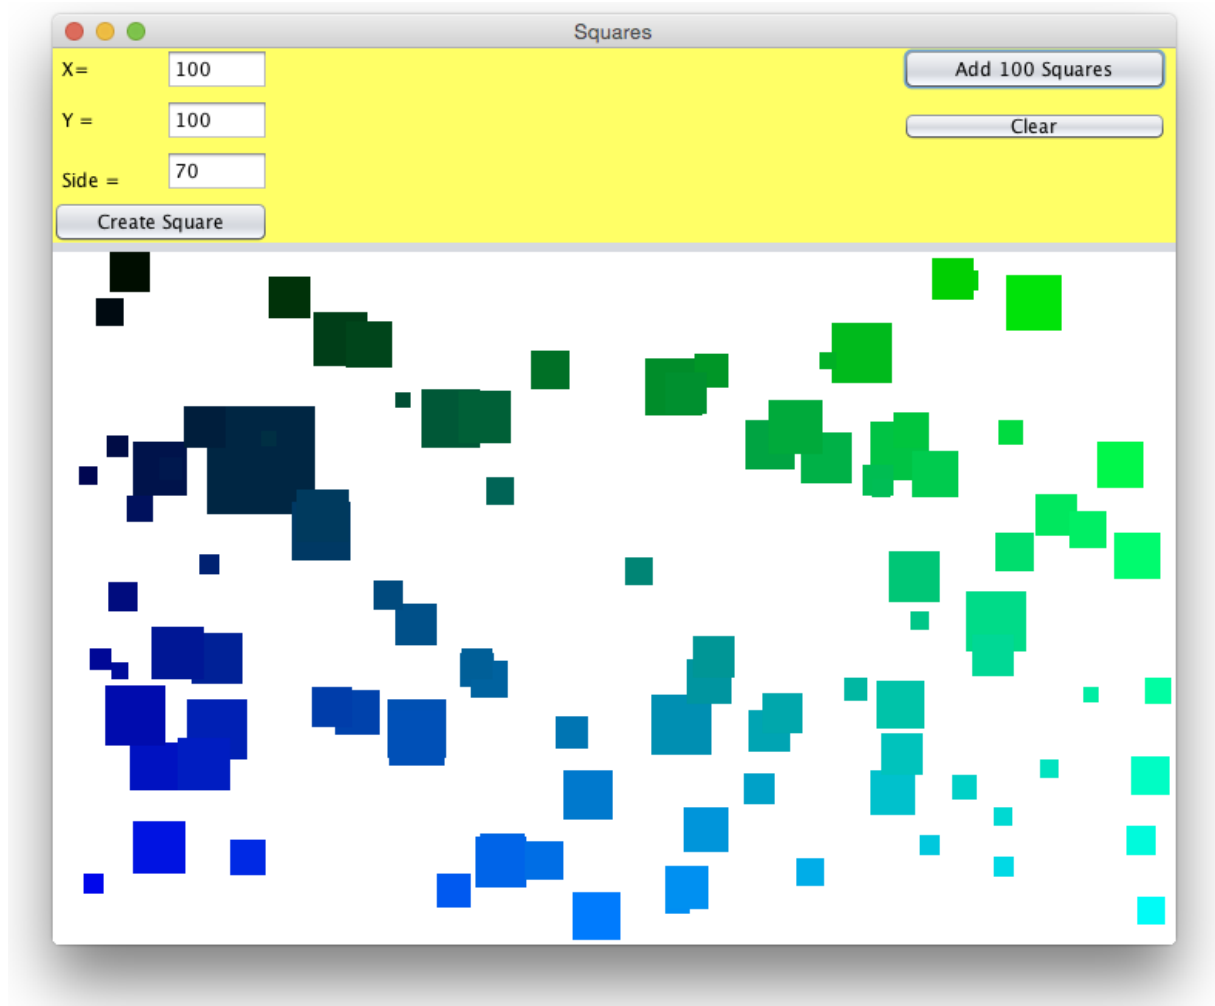 Squares
X=
100
Add 100 Squares
Y =
100
Clear
Side =
70
Create Square